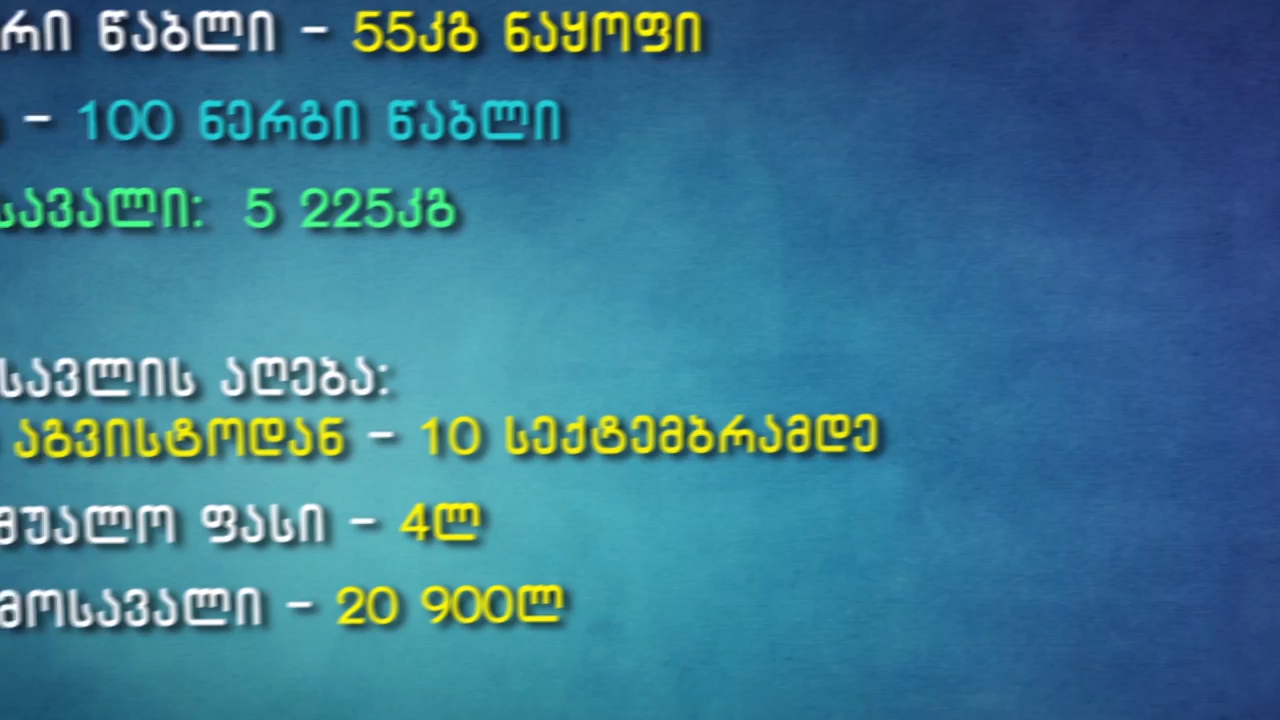 რი წაბლი - 55კგ ნაყოფი
- 100 ნერგი წაბლი
სავალი: 5 225კგ
სავლის აღება:
აგვისტოდან - 10 სექტემბრამდე
შუალო ფასი - 4ლ
მოსავალი - 20 900ლ